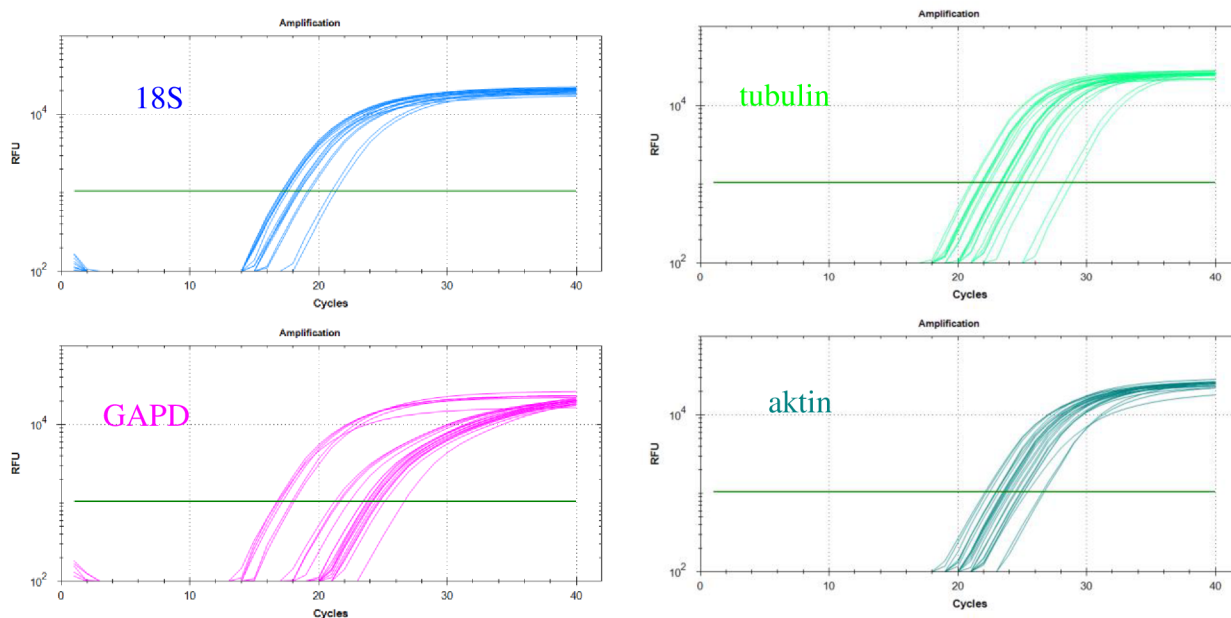 Amplification
18S
RFU
10^4
10^2
0 10 20 30 40
Cycles
Amplification
tubulin
RFU
10^4
10^2
0 10 20 30 40
Cycles
Amplification
GAPD
RFU
10^4
10^2
0 10 20 30 40
Cycles
Amplification
aktin
RFU
10^4
10^2
0 10 20 30 40
Cycles